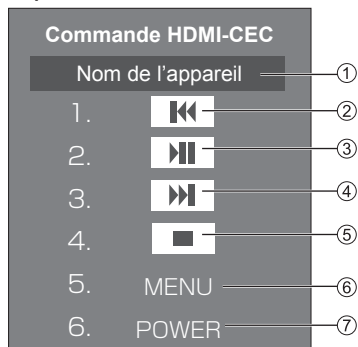 Commande HDMI-CEC
Nom de l'appareil ①
1. ②
2. ③
3. ④
4. ⑤
5. MENU ⑥
6. POWER ⑦